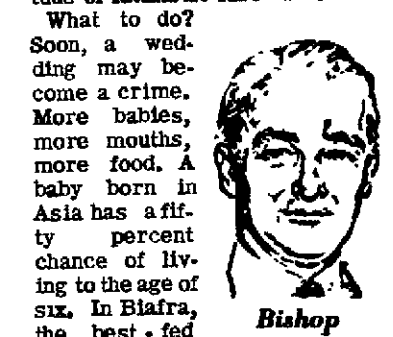 What to do?
Soon, a wed-
ding may be-
come a crime.
More babies,
more mouths,
more food. A
baby born in
Asia has a fif-
ty percent
chance of liv-
ing to the age of
six. In Biafra,
the best-fed
Bishop